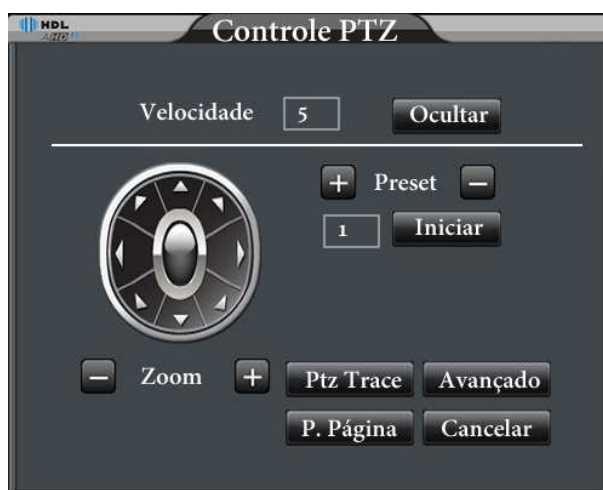 HDL
AHD
Controle PTZ
Velocidade 5 Ocultar
+ Preset −
1 Iniciar
− Zoom + Ptz Trace Avançado
P. Página Cancelar